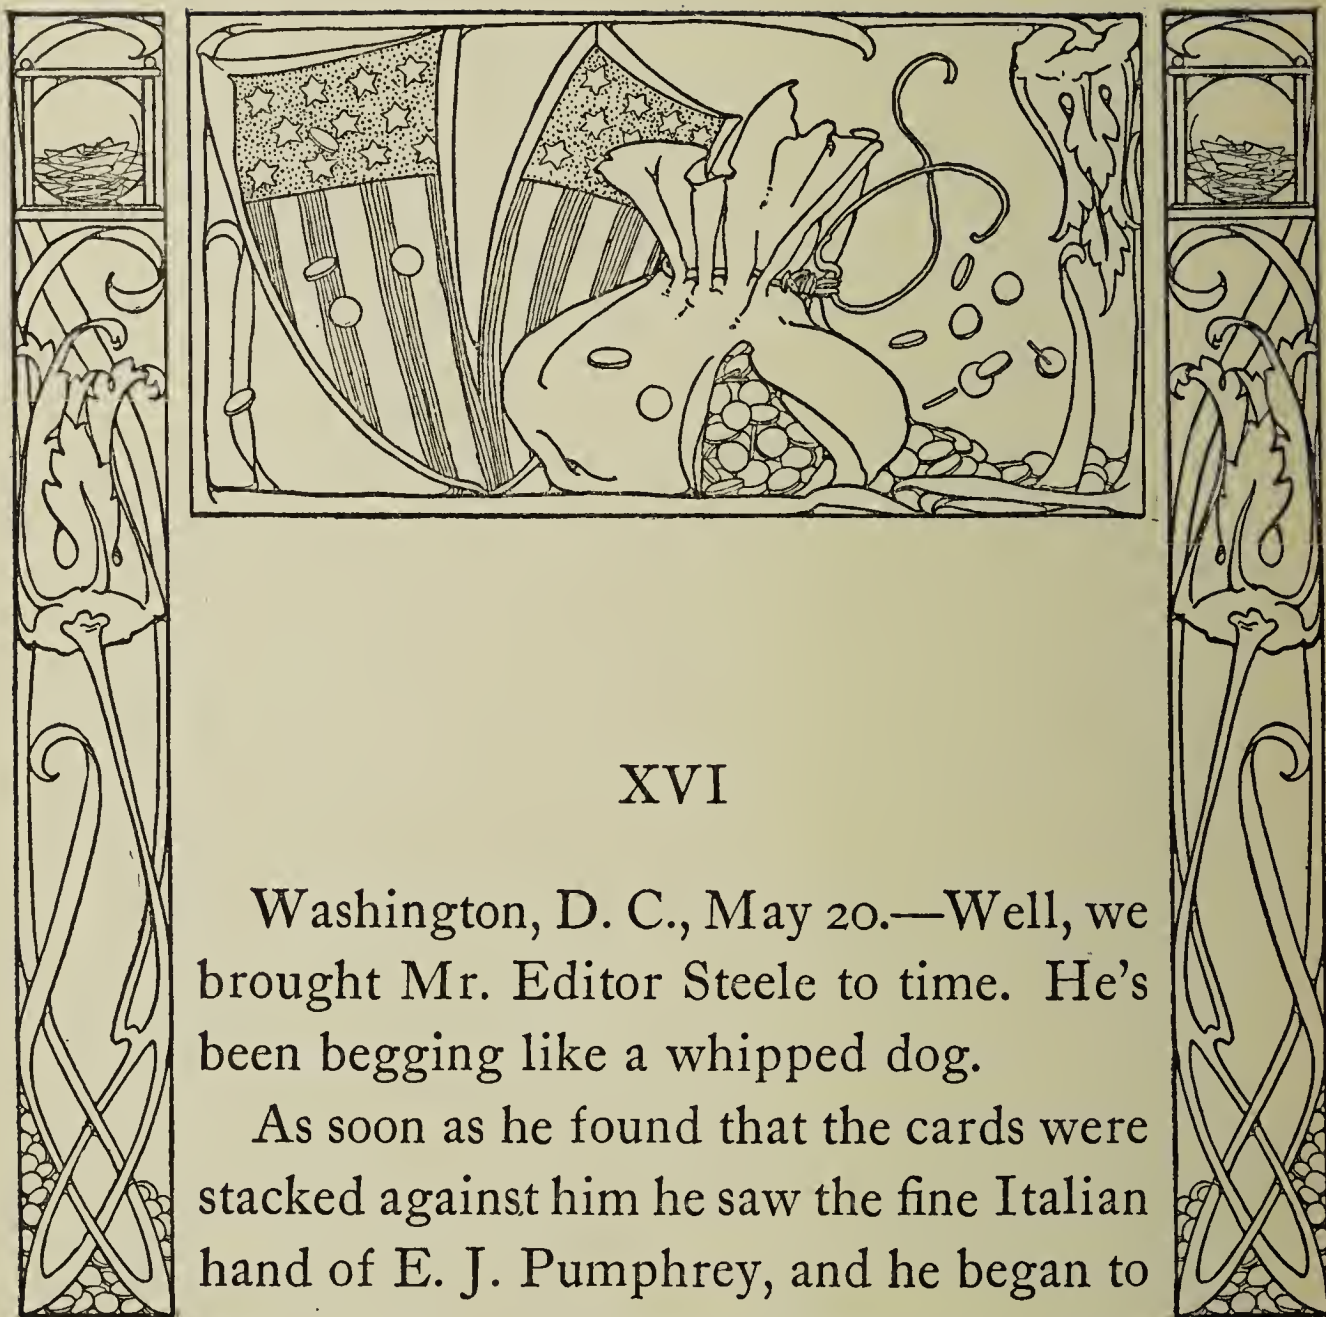 XVI
Washington, D. C., May 20.—Well, we
brought Mr. Editor Steele to time. He's
been begging like a whipped dog.
As soon as he found that the cards were
stacked against him he saw the fine Italian
hand of E. J. Pumphrey, and he began to